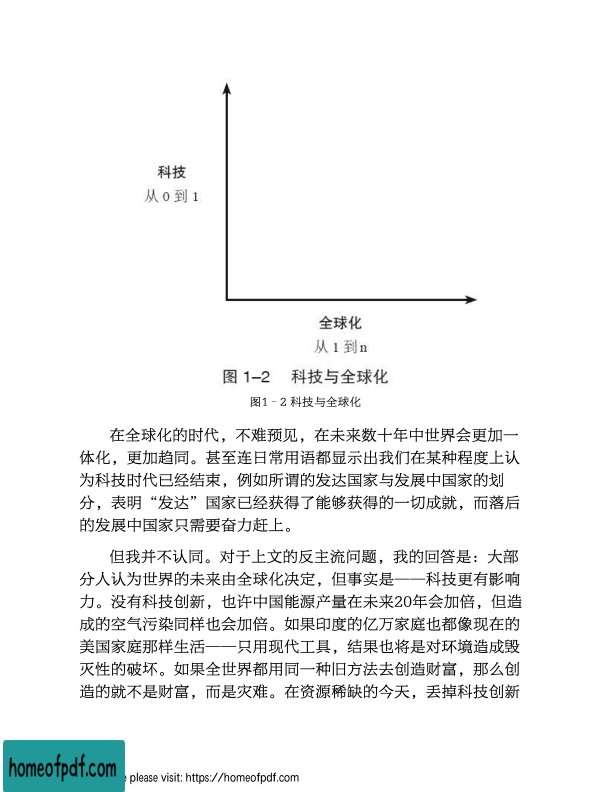 科技
从 0 到 1
全球化
从 1 到 n
图 1–2 科技与全球化
图1–2 科技与全球化
在全球化的时代，不难预见，在未来数十年中世界会更加一
体化，更加趋同。甚至连日常用语都显示出我们在某种程度上认
为科技时代已经结束，例如所谓的发达国家与发展中国家的划
分，表明“发达”国家已经获得了能够获得的一切成就，而落后
的发展中国家只需要奋力赶上。
但我并不认同。对于上文的反主流问题，我的回答是：大部
分人认为世界的未来由全球化决定，但事实是——科技更有影响
力。没有科技创新，也许中国能源产量在未来20年会加倍，但造
成的空气污染同样也会加倍。如果印度的亿万家庭也都像现在的
美国家庭那样生活——只用现代工具，结果也将是对环境造成毁
灭性的破坏。如果全世界都用同一种旧方法去创造财富，那么创
造的就不是财富，而是灾难。在资源稀缺的今天，丢掉科技创新
homeofpdf.com
please visit: https://homeofpdf.com